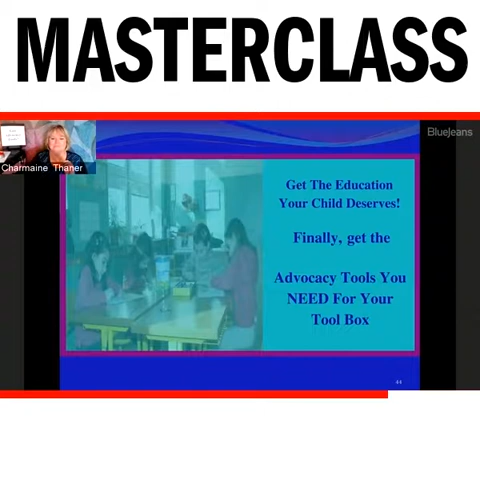 MASTERCLASS
BlueJeans
Charmaine Thaner
Get The Education
Your Child Deserves!
Finally, get the
Advocacy Tools You
NEED For Your
Tool Box
44